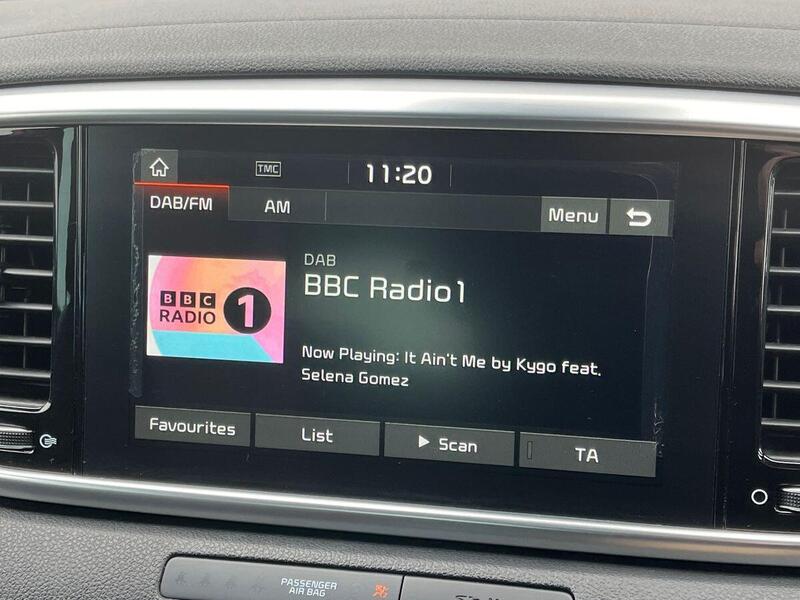 TMC
11:20
DAB/FM
AM
Menu
DAB
BBC Radio1
BBC
RADIO 1
Now Playing: It Ain't Me by Kygo feat.
Selena Gomez
Favourites
List
Scan
TA
PASSENGER
AIR BAG